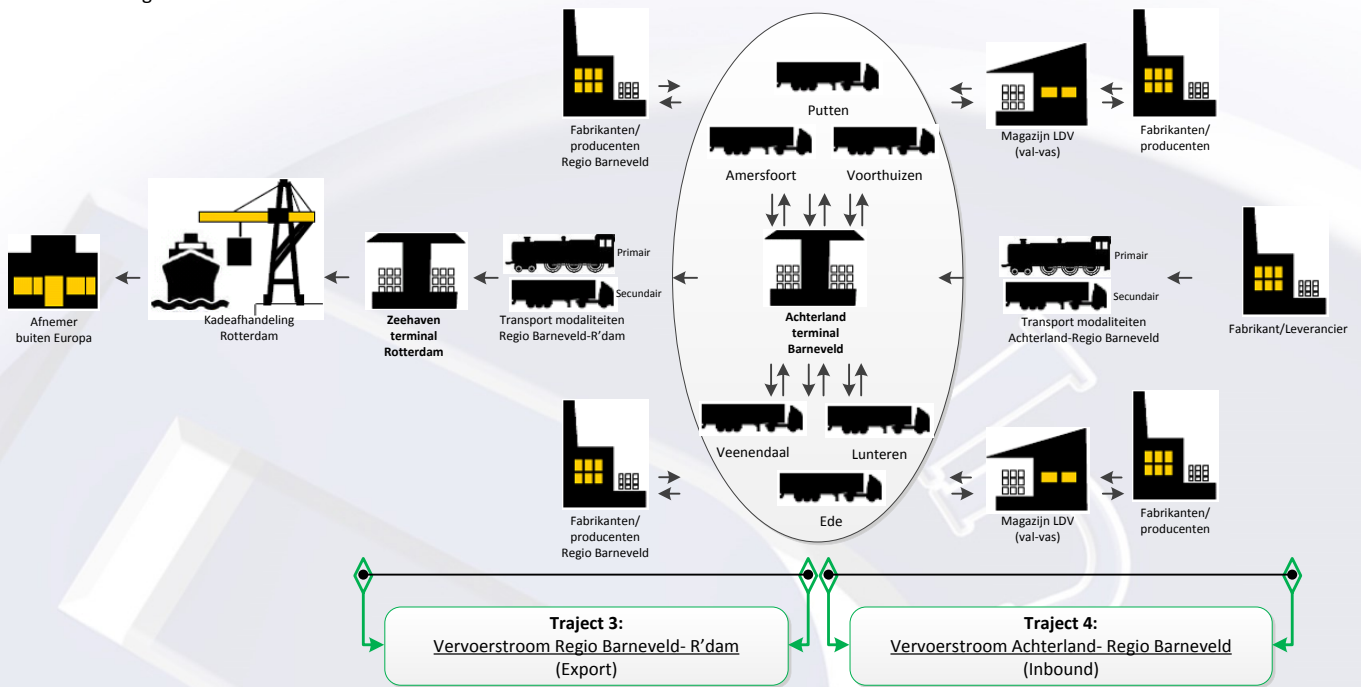 Fabrikanten/
producenten
Regio Barneveld
Putten
Amersfoort
Voorthuizen
Magazijn LDV
(val-vas)
Fabrikanten/
producenten
Afnemer
buiten Europa
Kadeafhandeling
Rotterdam
Zeehaven
terminal
Rotterdam
Primair
Secundair
Transport modaliteiten
Regio Barneveld-R'dam
Achterland
terminal
Barneveld
Primair
Secundair
Transport modaliteiten
Achterland-Regio Barneveld
Fabrikant/Leverancier
Fabrikanten/
producenten
Regio Barneveld
Veenendaal
Lunteren
Ede
Magazijn LDV
(val-vas)
Fabrikanten/
producenten
Traject 3:
Vervoerstroom Regio Barneveld- R'dam
(Export)
Traject 4:
Vervoerstroom Achterland- Regio Barneveld
(Inbound)